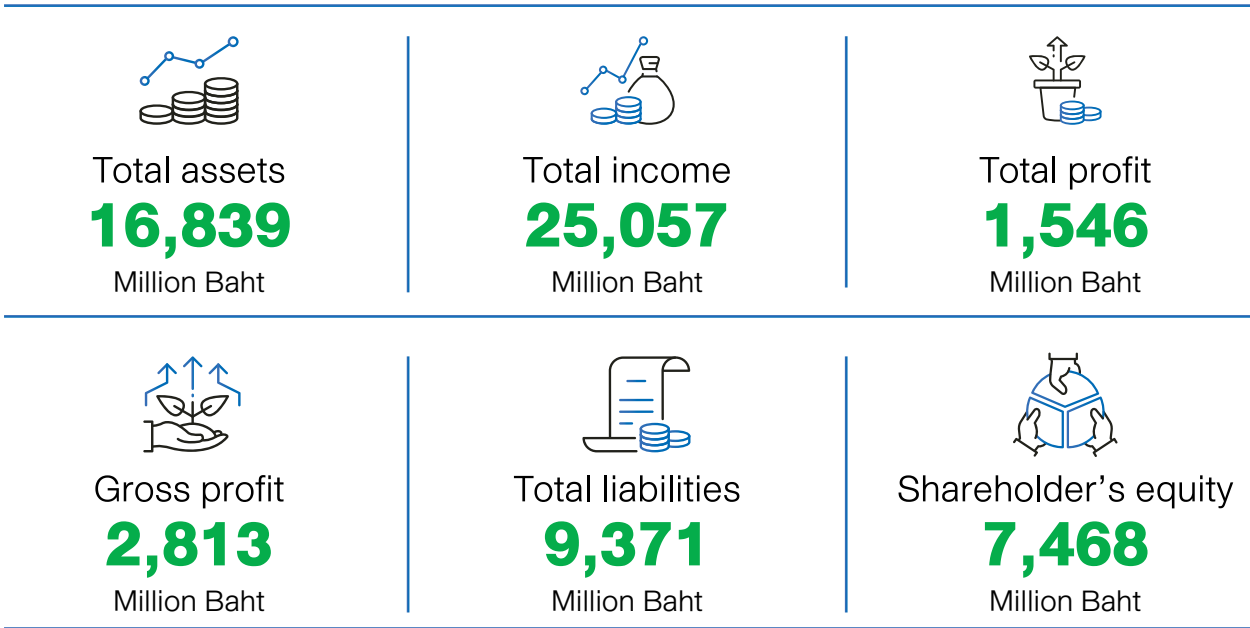 Total assets
16,839
Million Baht
Total income
25,057
Million Baht
Total profit
1,546
Million Baht
Gross profit
2,813
Million Baht
Total liabilities
9,371
Million Baht
Shareholder’s equity
7,468
Million Baht